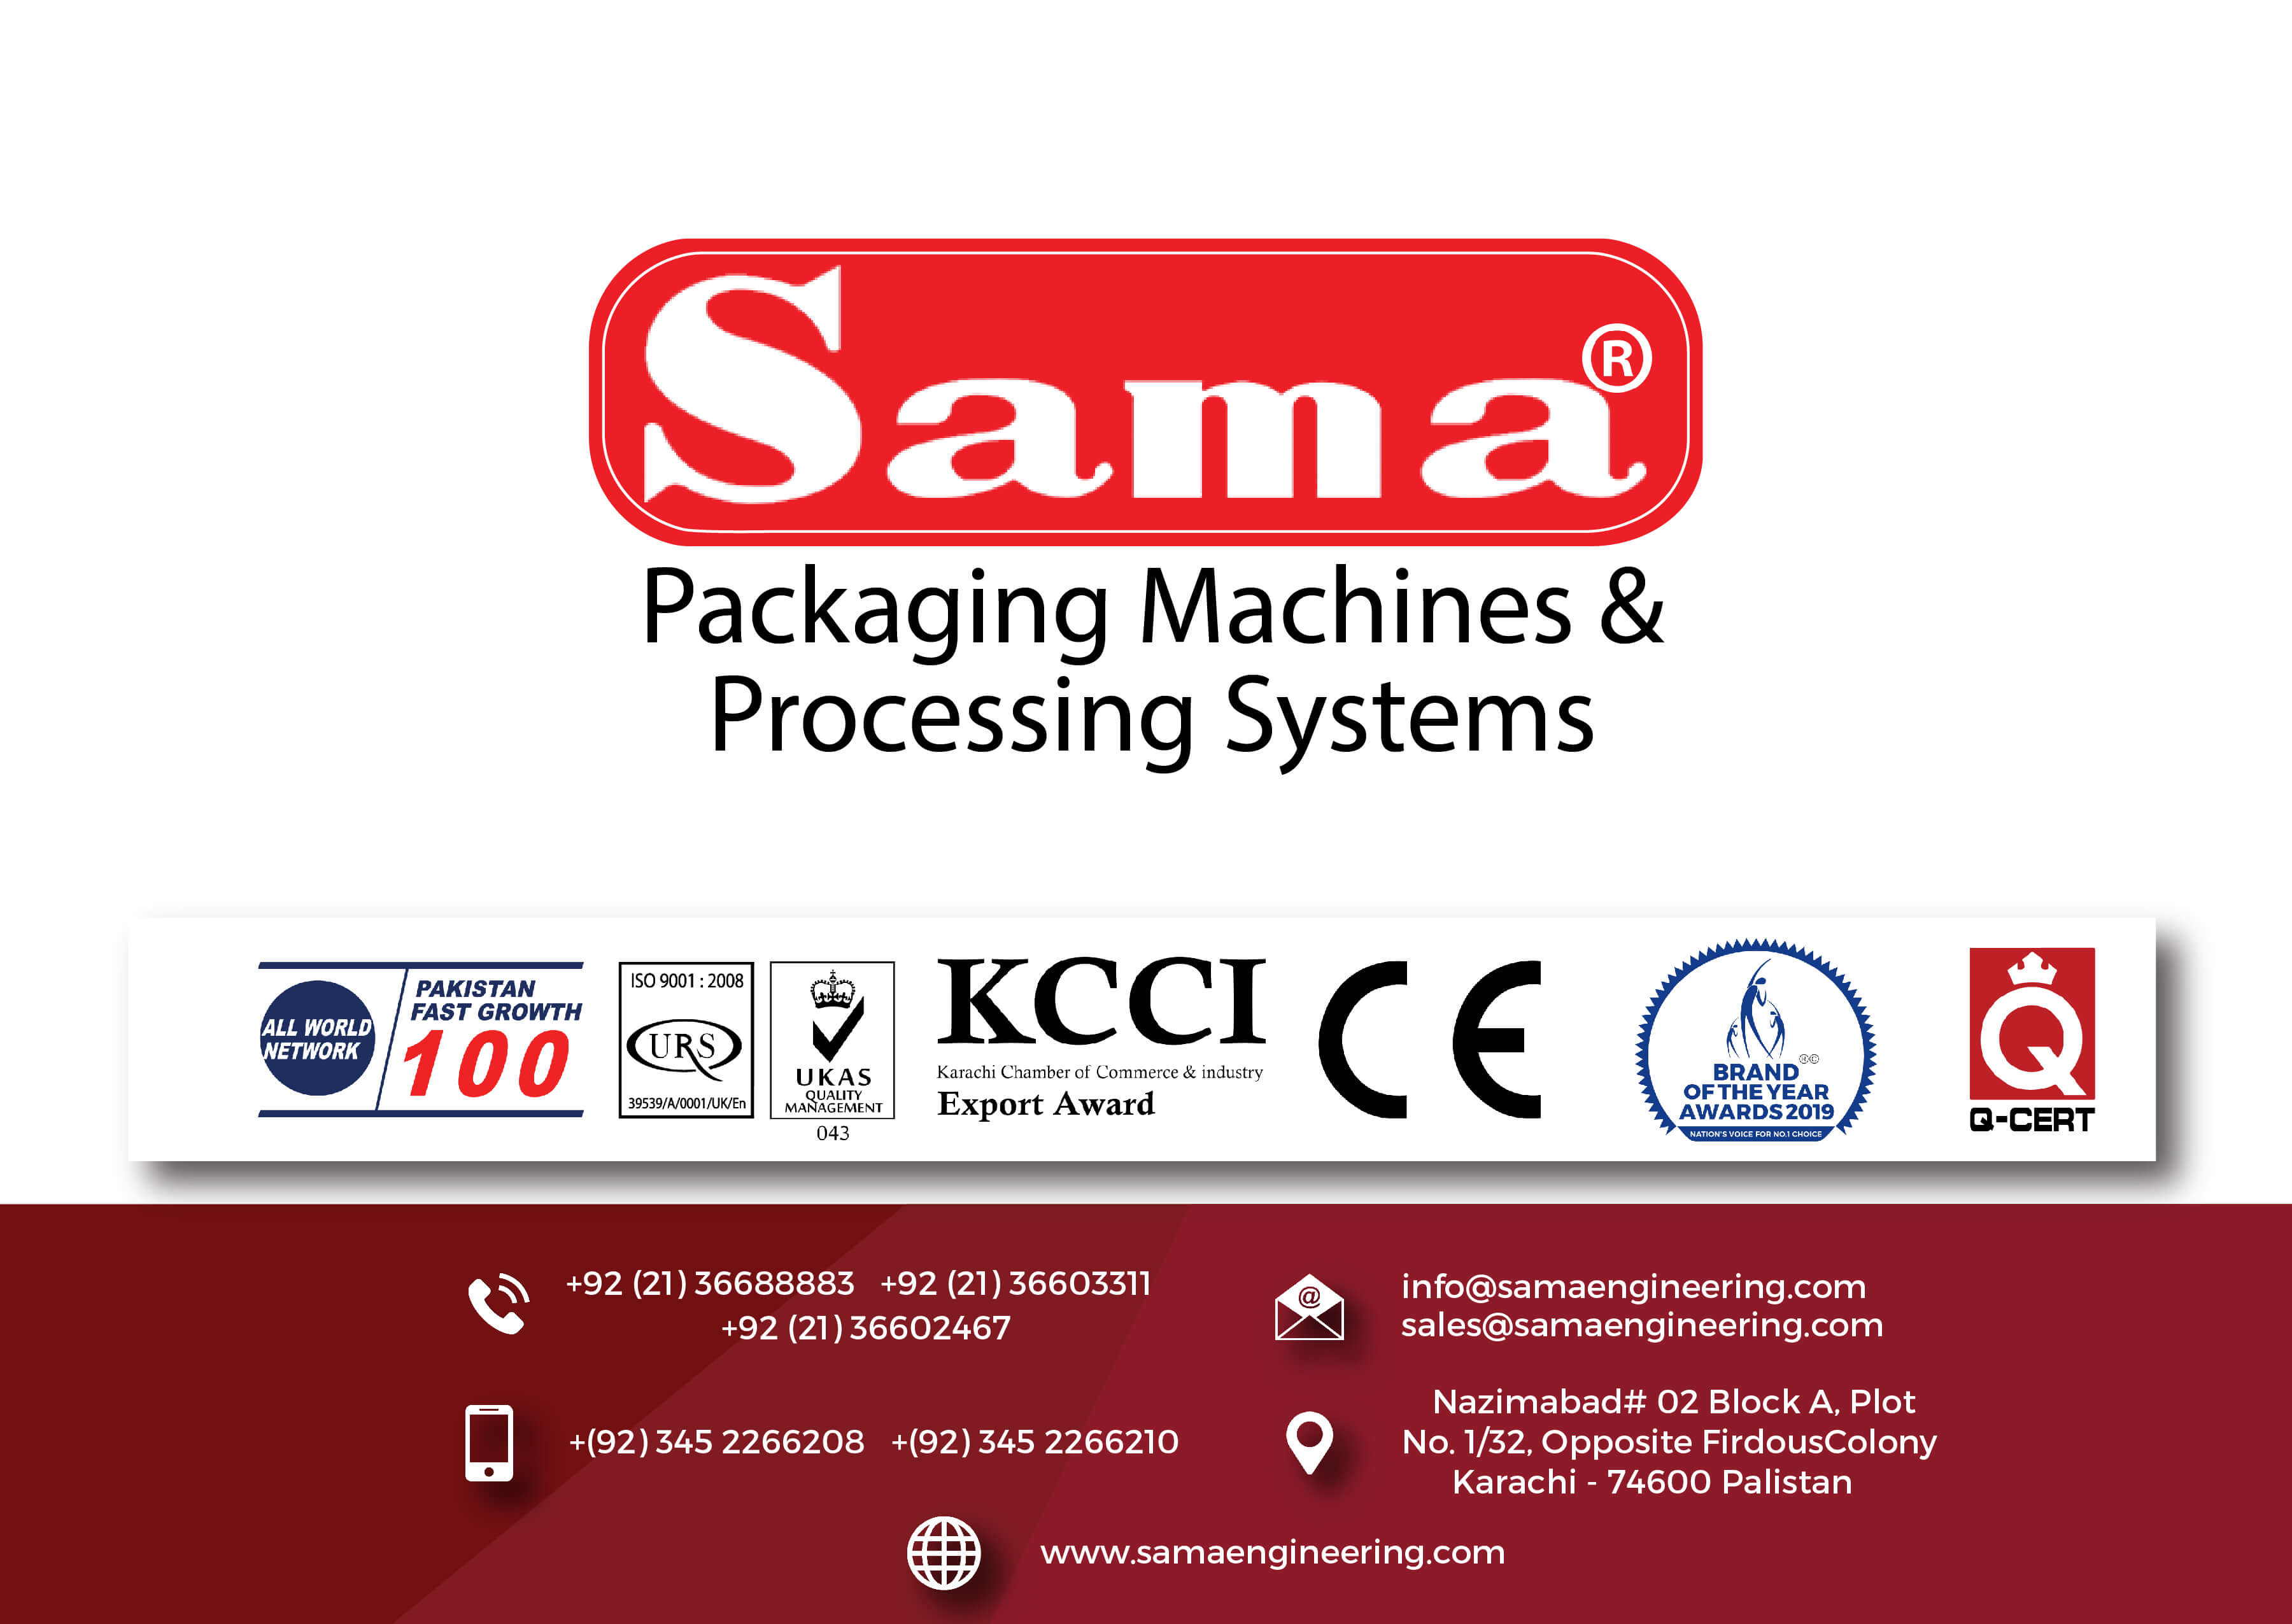 Sama®
Packaging Machines &
Processing Systems
ALL WORLD
NETWORK
PAKISTAN
FAST GROWTH
100
ISO 9001 : 2008
URS
39539/A/0001/UK/En
UKAS
QUALITY
MANAGEMENT
043
KCCI
Karachi Chamber of Commerce & industry
Export Award
CE
BRAND ® ©
OF THE YEAR
AWARDS 2019
NATION'S VOICE FOR NO.1 CHOICE
Q
Q-CERT
+92 (21) 36688883 +92 (21) 36603311
+92 (21) 36602467
info@samaengineering.com
sales@samaengineering.com
+(92) 345 2266208 +(92) 345 2266210
Nazimabad# 02 Block A, Plot
No. 1/32, Opposite FirdousColony
Karachi - 74600 Palistan
www.samaengineering.com